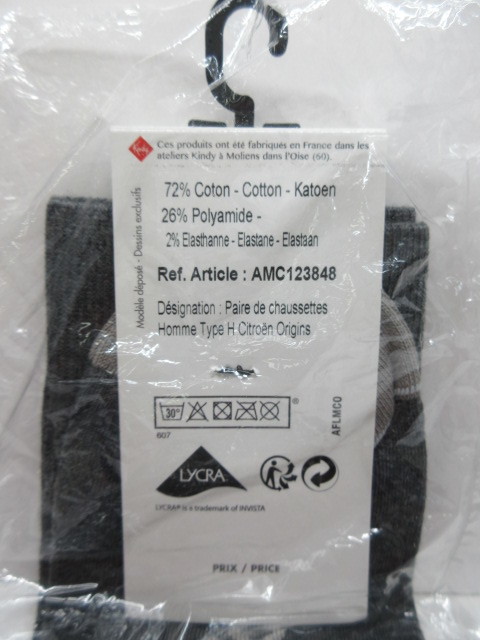 Kindy
Ces produits ont été fabriqués en France dans les
ateliers Kindy à Moliens dans l'Oise (60).
Modèle déposé - Dessins exclusifs
72% Coton - Cotton - Katoen
26% Polyamide -
2% Elasthanne - Elastane - Elastaan
Ref. Article : AMC123848
Désignation : Paire de chaussettes
Homme Type H Citroën Origins
30°
®
607
AFLMCO
LYCRA
LYCRA® is a trademark of INVISTA
PRIX / PRICE